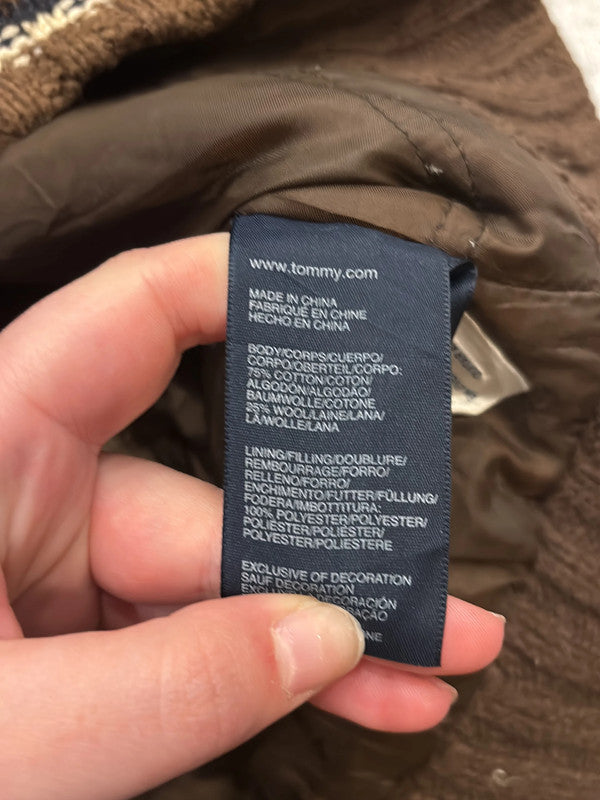 www.tommy.com
MADE IN CHINA
FABRIQUÉ EN CHINE
HECHO EN CHINA
BODY/CORPS/CUERPO/
CORPO/OBERTEIL/CORPO:
75% COTTON/COTON/
ALGODÓN/ALGODÃO/
BAUMWOLLE/COTONE
25% WOOL/LAINE/LANA/
LÃ/WOLLE/LANA
LINING/FILLING/DOUBLURE/
REMBOURRAGE/FORRO/
RELLENO/FORRO/
ENCHIMENTO/FUTTER/FÜLLUNG/
FODERA/IMBOTTITURA:
100% POLYESTER/POLYESTER/
POLIÉSTER/POLIÉSTER/
POLYESTER/POLIESTERE
EXCLUSIVE OF DECORATION
SAUF DÉCORATION
DECORACIÓN